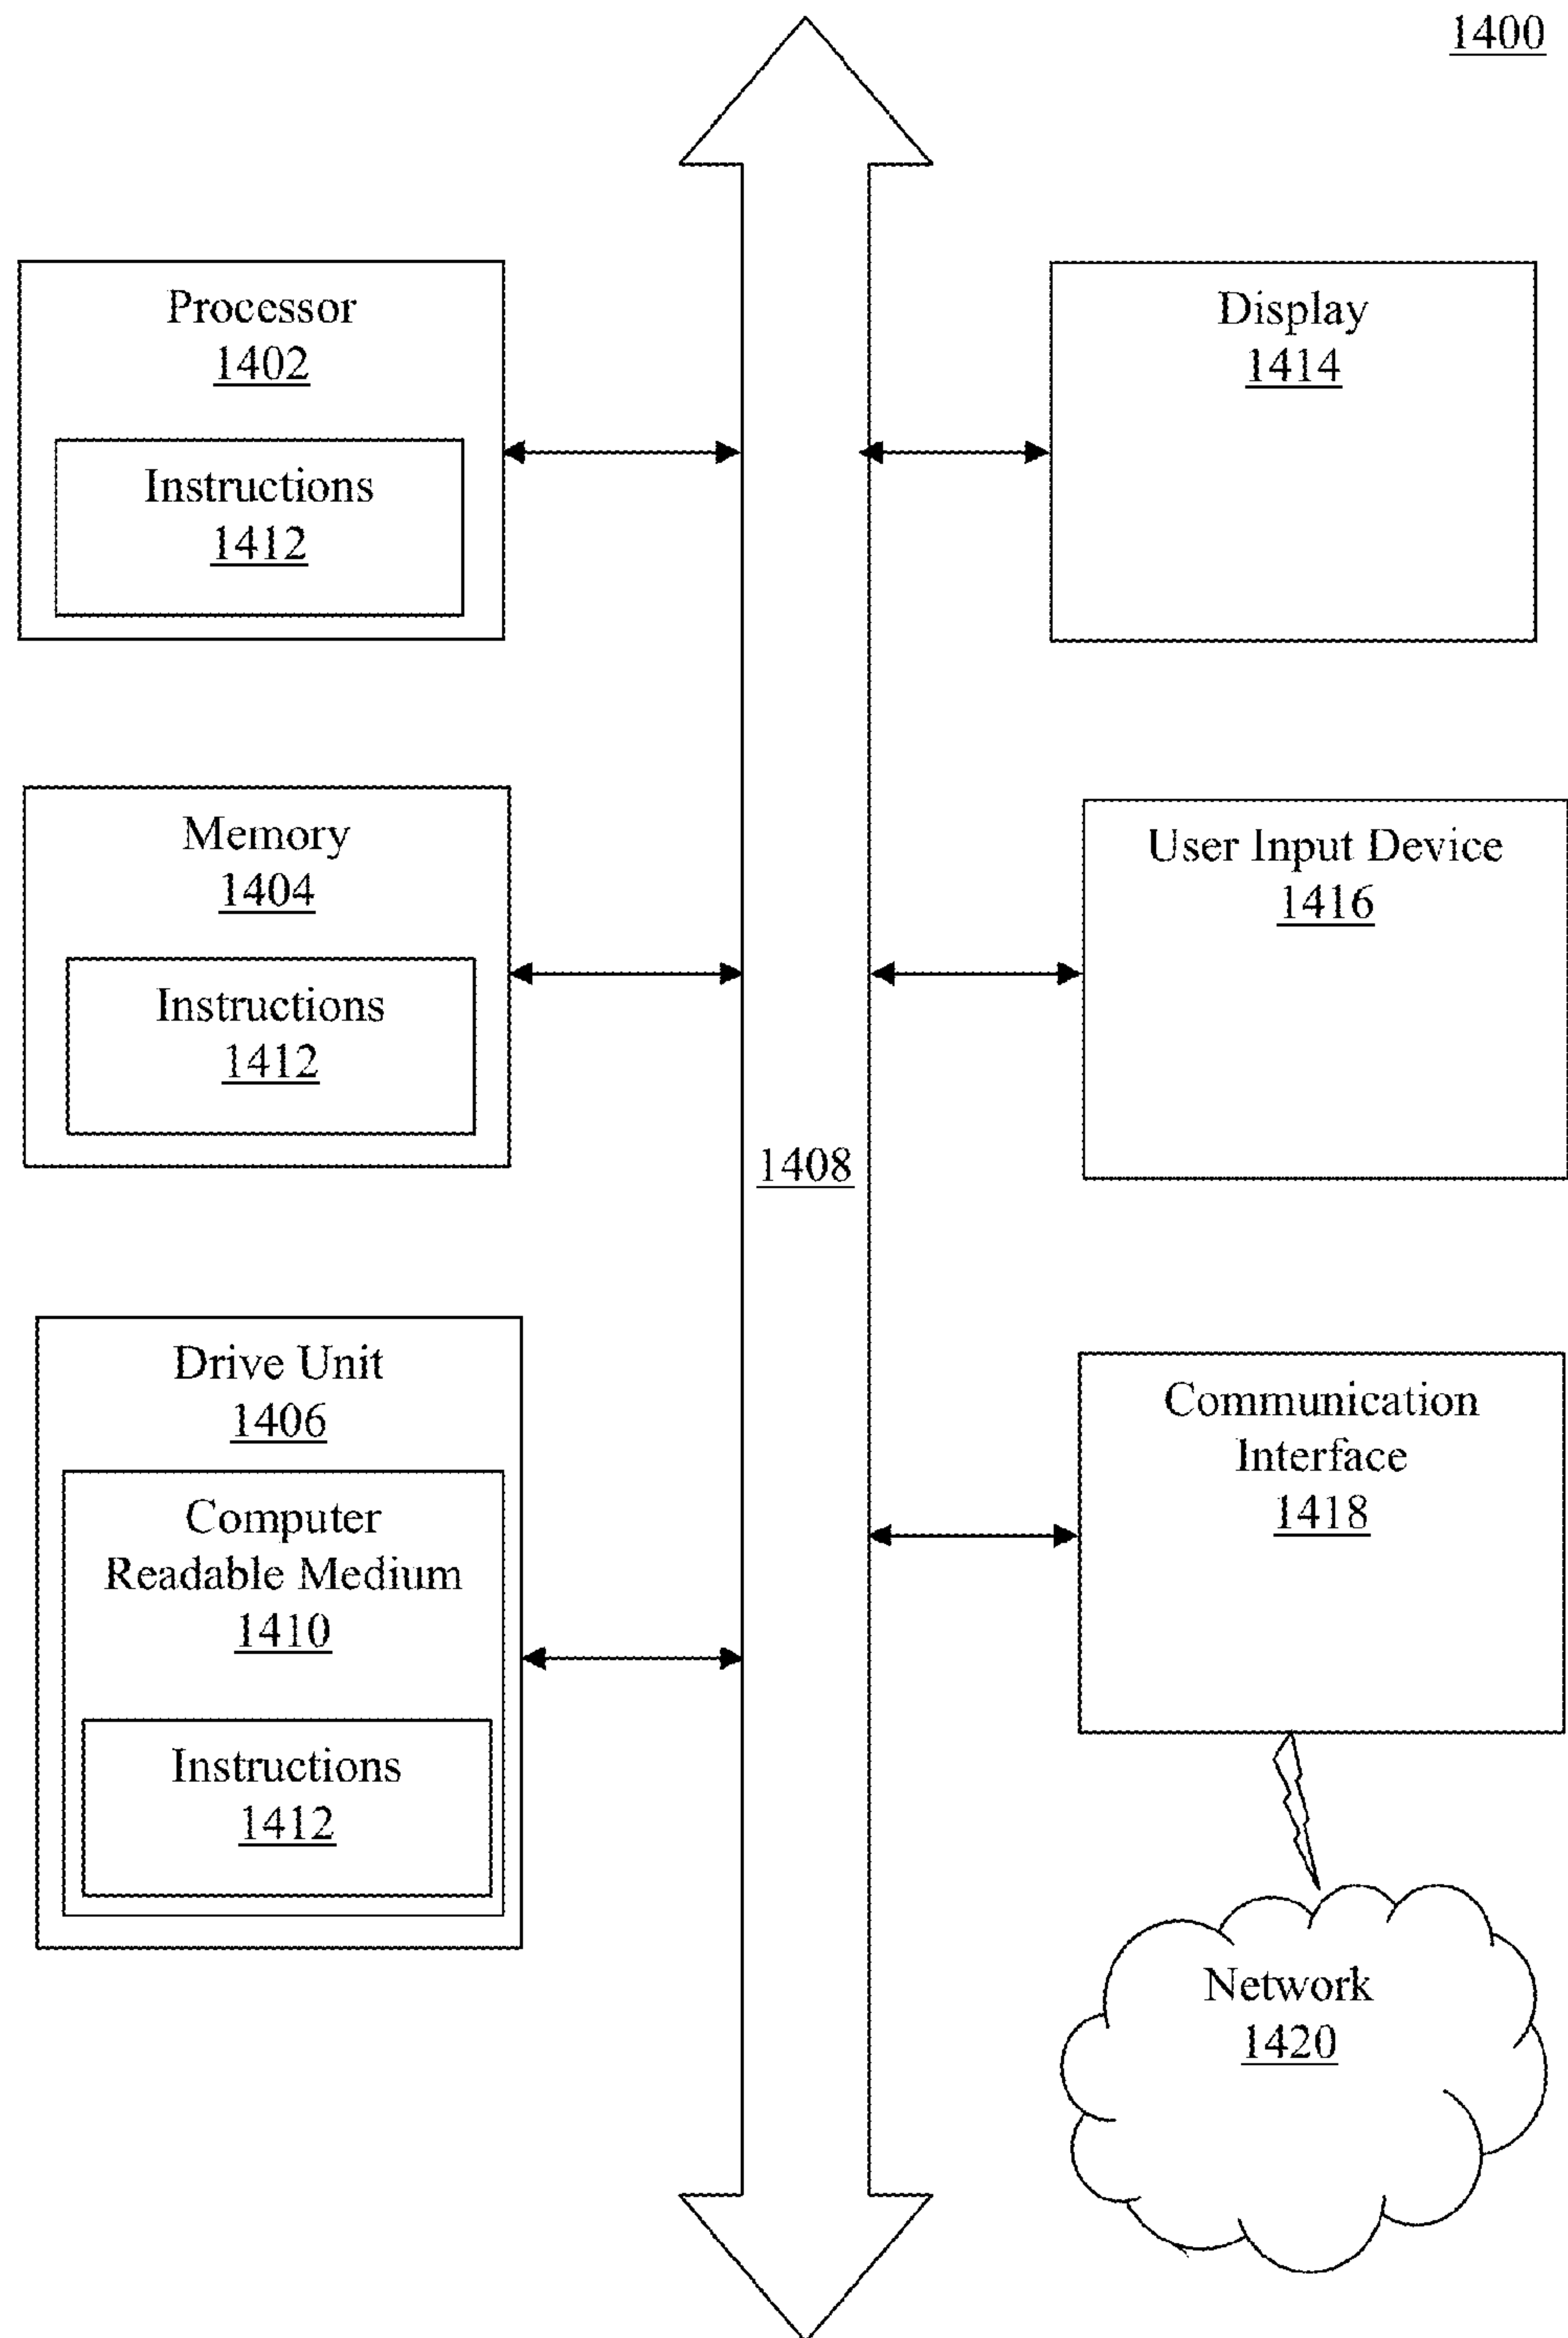 1400
Processor
1402
Instructions
1412
Display
1414
Memory
1404
Instructions
1412
User Input Device
1416
1408
Drive Unit
1406
Computer
Readable Medium
1410
Instructions
1412
Communication
Interface
1418
Network
1420